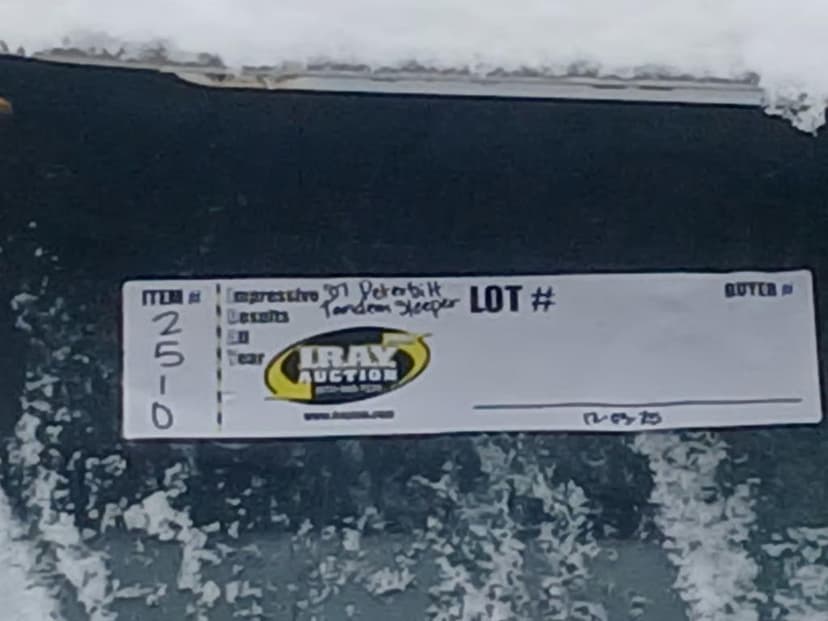 ITEM #
2
5
1
0
Impressive
Results
All
Year
'07 Peterbilt
Tandem Sleeper
IRAY
AUCTION
LOT #
BUYER #
12-03-25